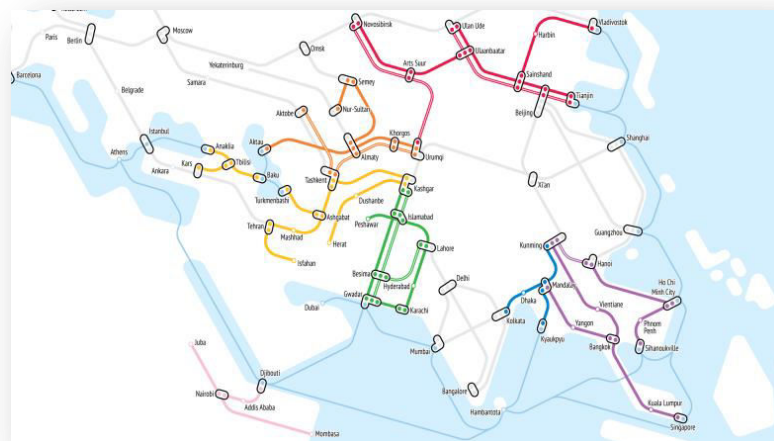 Paris
Berlin
Moscow
Novosibirsk
Ulan Ude
Vladivostok
Omsk
Harbin
Yekaterinburg
Arts Suur
Ulaanbaatar
Barcelona
Samara
Semey
Sainshand
Tianjin
Belgrade
Nur-Sultan
Aktobe
Beijing
Istanbul
Khorgos
Shanghai
Anaklia
Aktau
Almaty
Urumqi
Athens
Kars
Tbilisi
Ankara
Baku
Tashkent
Kashgar
Xi'an
Turkmenbashi
Dushanbe
Ashgabat
Islamabad
Peshawar
Tehran
Mashhad
Herat
Guangzhou
Lahore
Kunming
Isfahan
Hanoi
Besima
Delhi
Ho Chi
Minh City
Hyderabad
Mandalay
Gwadar
Dhaka
Dubai
Karachi
Vientiane
Kolkata
Phnom
Penh
Kyaukpyu
Yangon
Juba
Mumbai
Bangkok
Sihanoukville
Djibouti
Nairobi
Bangalore
Addis Ababa
Kuala Lumpur
Hambantota
Mombasa
Singapore